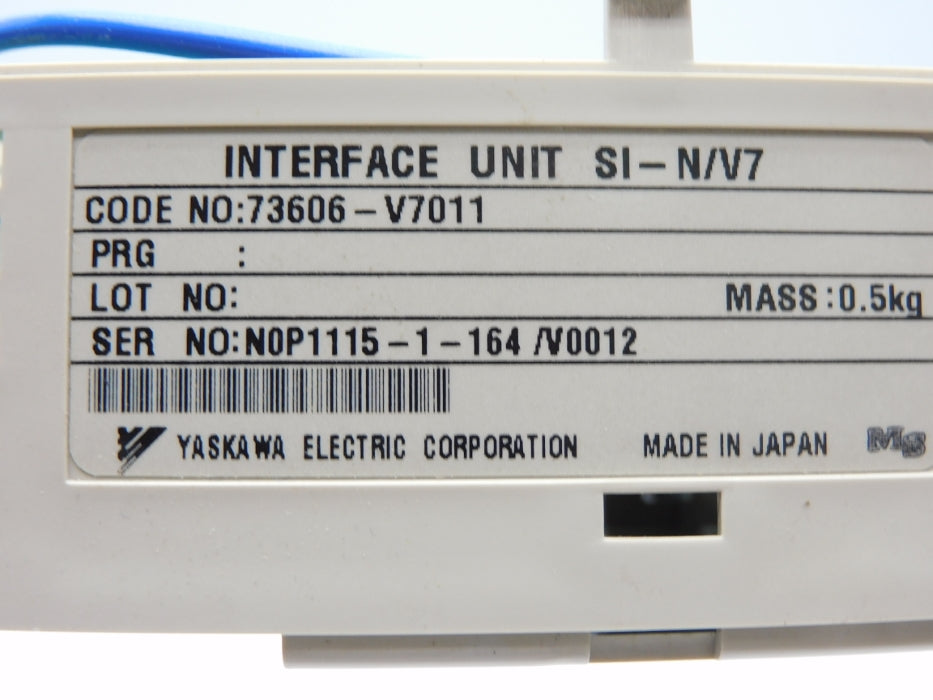 INTERFACE UNIT SI-N/V7
CODE NO:73606-V7011
PRG :
LOT NO: MASS:0.5kg
SER NO:N0P1115-1-164 /V0012
YASKAWA ELECTRIC CORPORATION MADE IN JAPAN